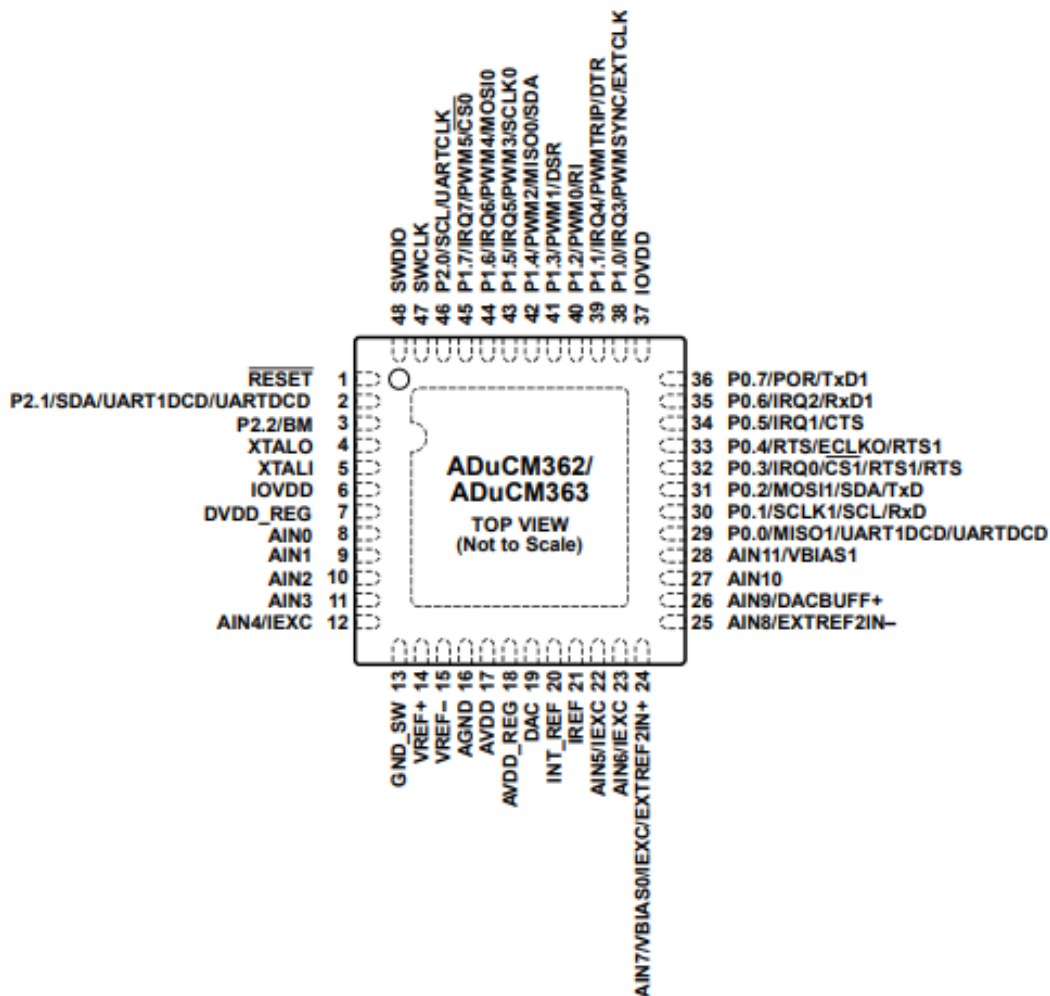 48 SWDIO
47 SWCLK
46 P2.0/SCL/UARTCLK
45 P1.7/IRQ7/PWM5/CS0
44 P1.6/IRQ6/PWM4/MOSI0
43 P1.5/IRQ5/PWM3/SCLK0
42 P1.4/PWM2/MISO0/SDA
41 P1.3/PWM1/DSR
40 P1.2/PWM0/RI
39 P1.1/IRQ4/PWMTRIP/DTR
38 P1.0/IRQ3/PWMSYNC/EXTCLK
37 IOVDD
RESET 1
P2.1/SDA/UART1DCD/UARTDCD 2
P2.2/BM 3
XTALO 4
XTALI 5
IOVDD 6
DVDD_REG 7
AIN0 8
AIN1 9
AIN2 10
AIN3 11
AIN4/IEXC 12
ADuCM362/
ADuCM363
TOP VIEW
(Not to Scale)
36 P0.7/POR/TxD1
35 P0.6/IRQ2/RxD1
34 P0.5/IRQ1/CTS
33 P0.4/RTS/ECLKO/RTS1
32 P0.3/IRQ0/CS1/RTS1/RTS
31 P0.2/MOSI1/SDA/TxD
30 P0.1/SCLK1/SCL/RxD
29 P0.0/MISO1/UART1DCD/UARTDCD
28 AIN11/VBIAS1
27 AIN10
26 AIN9/DACBUFF+
25 AIN8/EXTREF2IN–
GND_SW 13
VREF+ 14
VREF– 15
AGND 16
AVDD 17
AVDD_REG 18
DAC 19
INT_REF 20
IREF 21
AIN5/IEXC 22
AIN6/IEXC 23
AIN7/VBIAS0/IEXC/EXTREF2IN+ 24